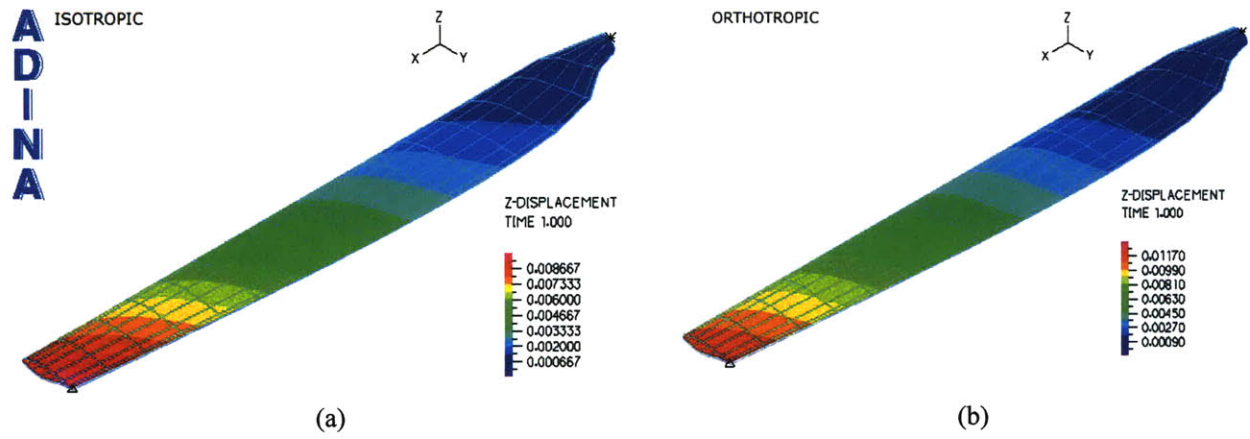 ADINA
ISOTROPIC
Z
X Y
Z-DISPLACEMENT
TIME 1.000
0.008667
0.007333
0.006000
0.004667
0.003333
0.002000
0.000667
(a)
ORTHOTROPIC
Z
X Y
Z-DISPLACEMENT
TIME 1.000
0.01170
0.00990
0.00810
0.00630
0.00450
0.00270
0.00090
(b)